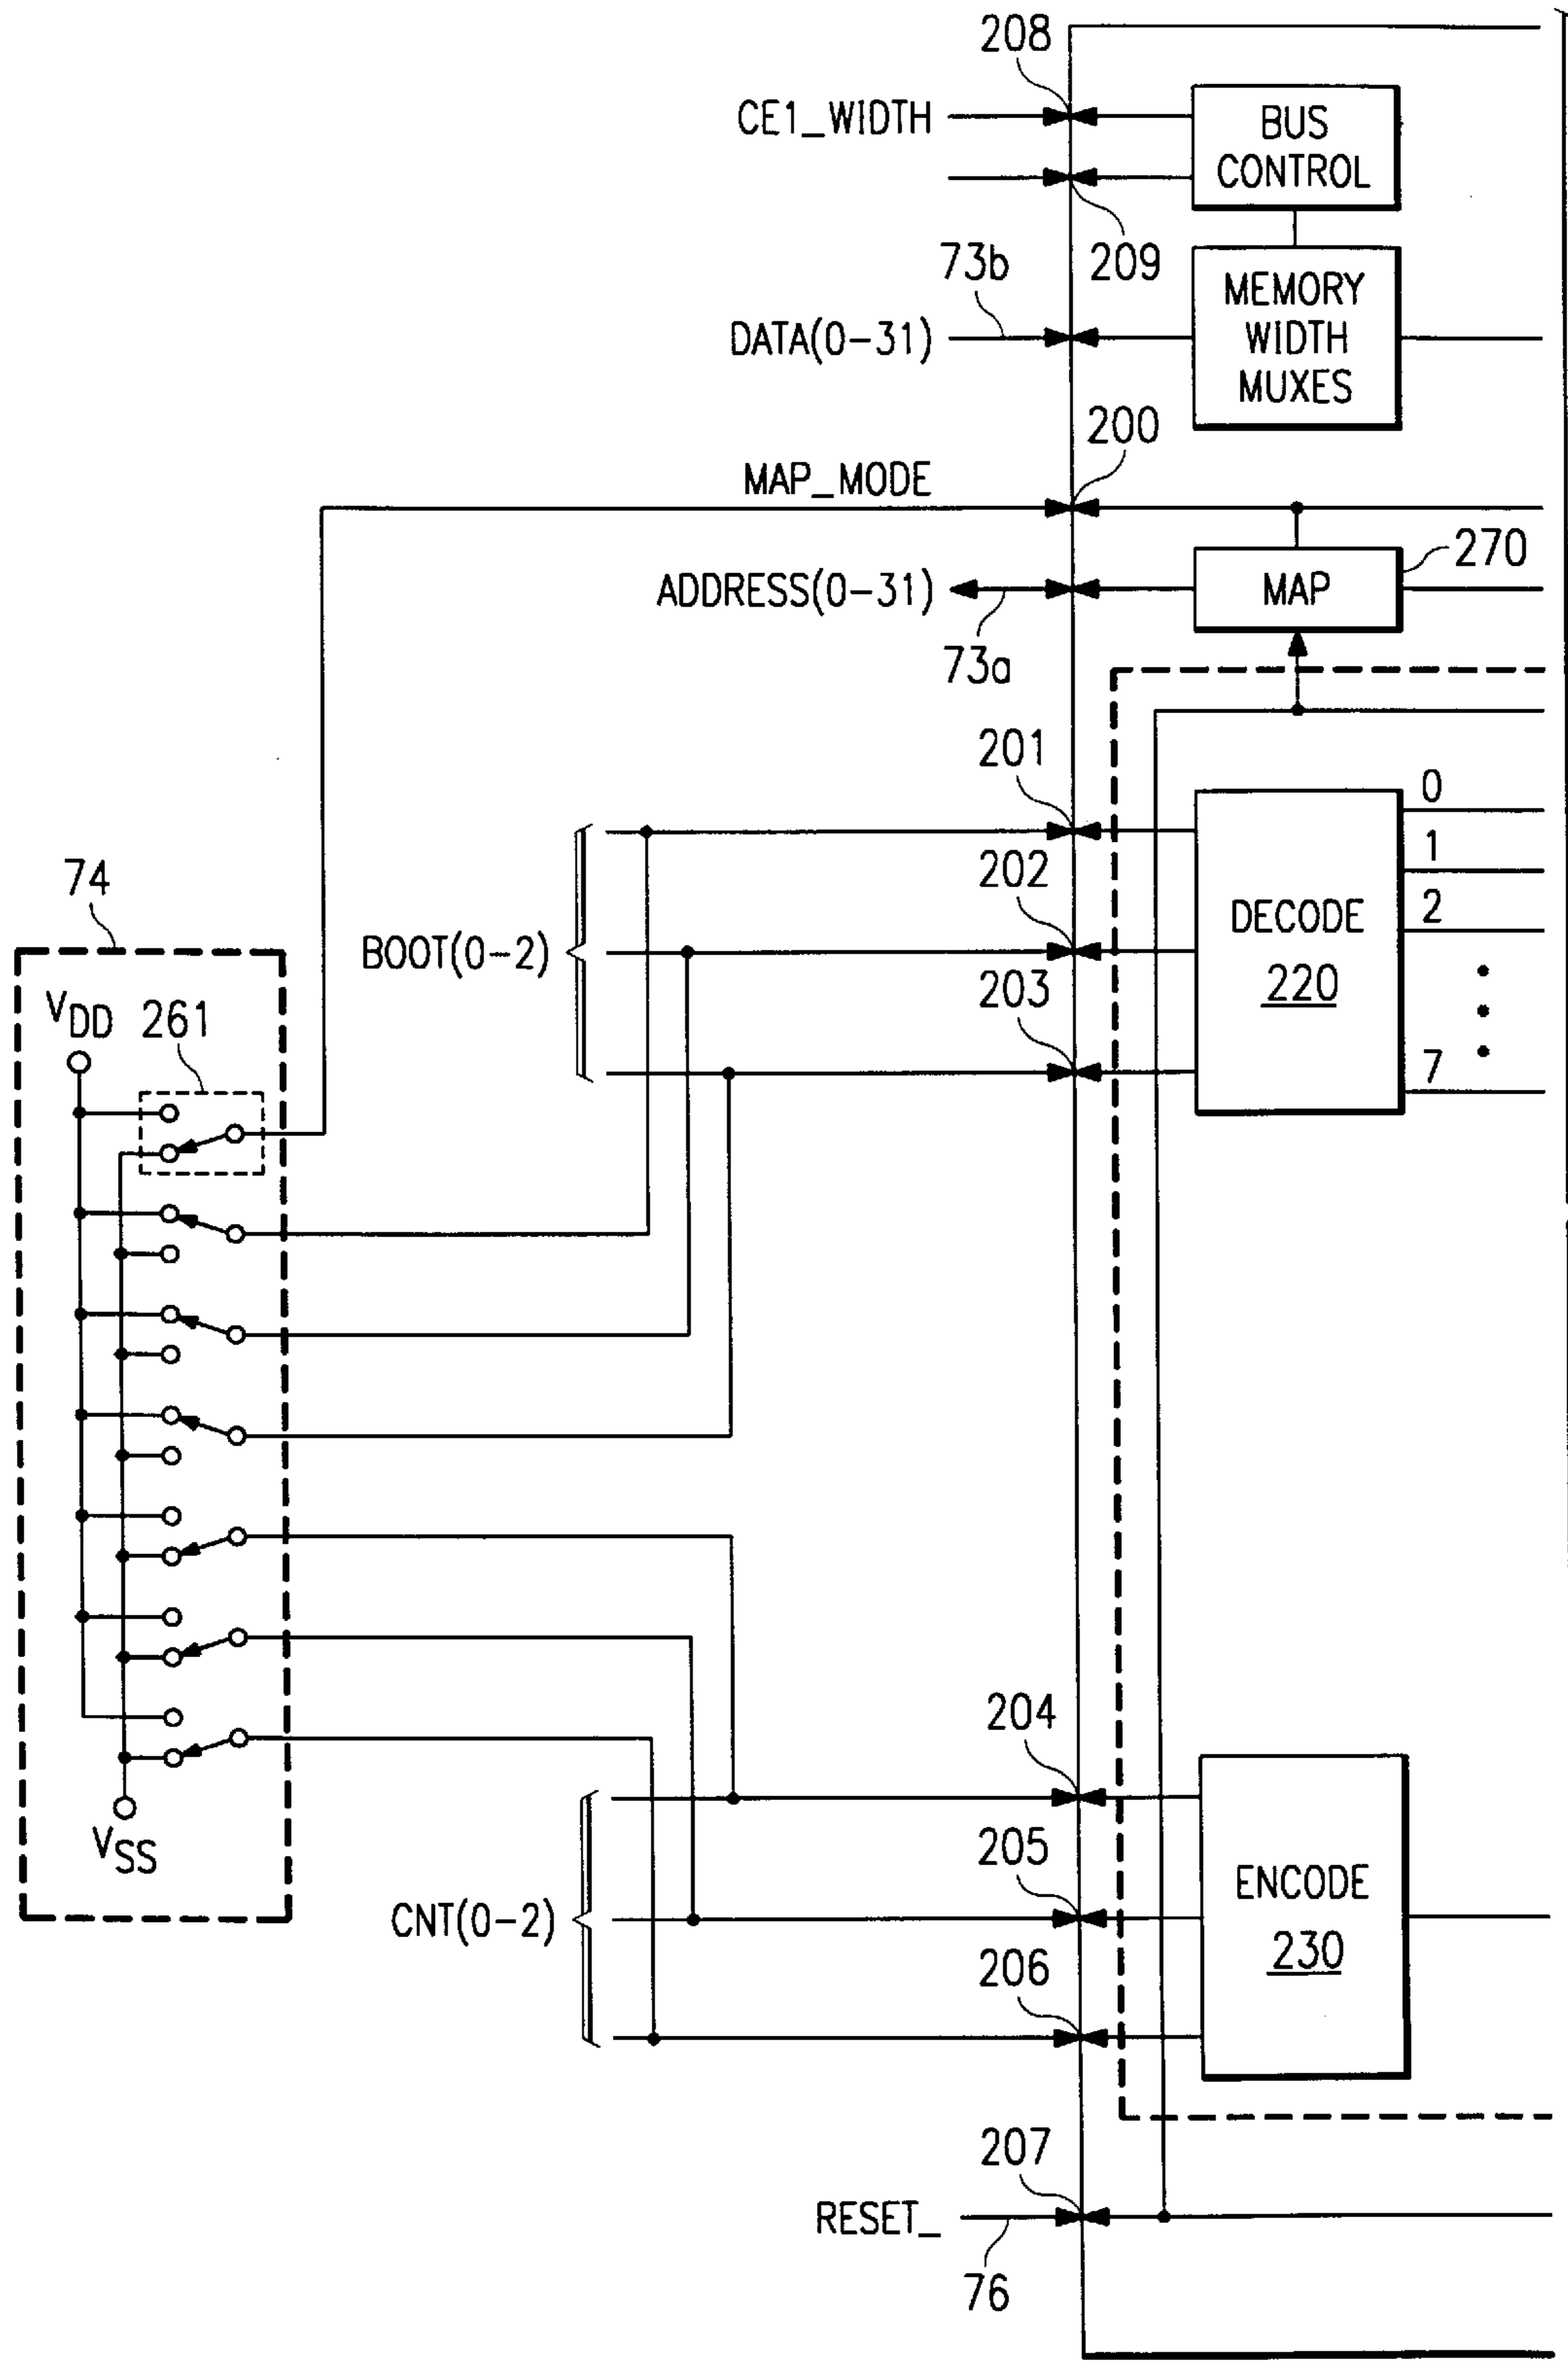 208
CE1_WIDTH
BUS
CONTROL
209
73b
DATA(0-31)
MEMORY
WIDTH
MUXES
200
MAP_MODE
270
ADDRESS(0-31)
MAP
73a
201
0
1
2
7
202
203
BOOT(0-2)
DECODE
220
74
VDD
261
VSS
204
205
206
CNT(0-2)
ENCODE
230
207
RESET_
76